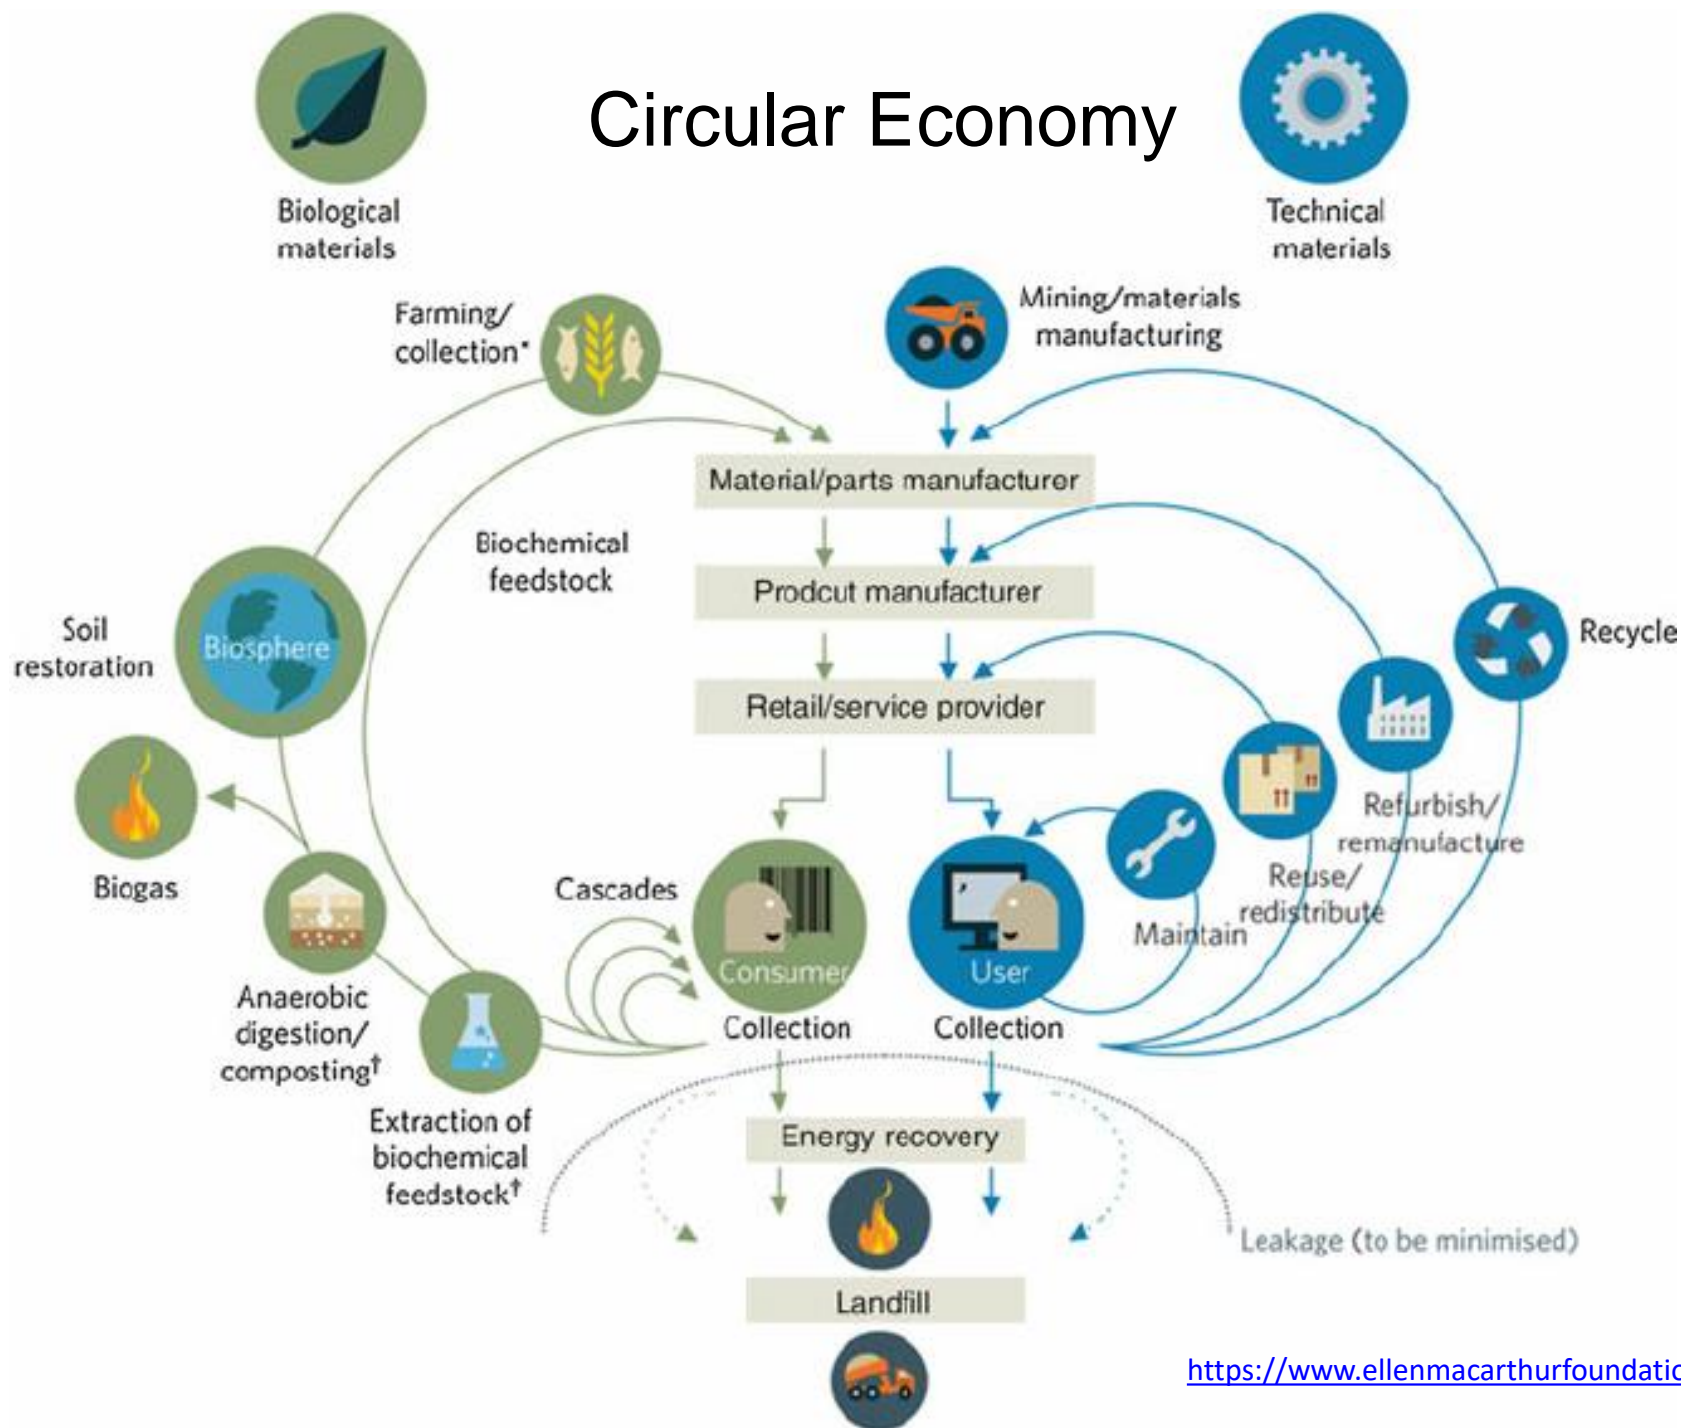 Circular Economy
Biological
materials
Technical
materials
Farming/
collection*
Mining/materials
manufacturing
Material/parts manufacturer
Biochemical
feedstock
Prodcut manufacturer
Soil
restoration
Biosphere
Recycle
Retail/service provider
Biogas
Refurbish/
remanufacture
Cascades
Reuse/
redistribute
Maintain
Consumer
User
Collection
Collection
Anaerobic
digestion/
composting†
Extraction of
biochemical
feedstock†
Energy recovery
Leakage (to be minimised)
Landfill
https://www.ellenmacarthurfoundatio